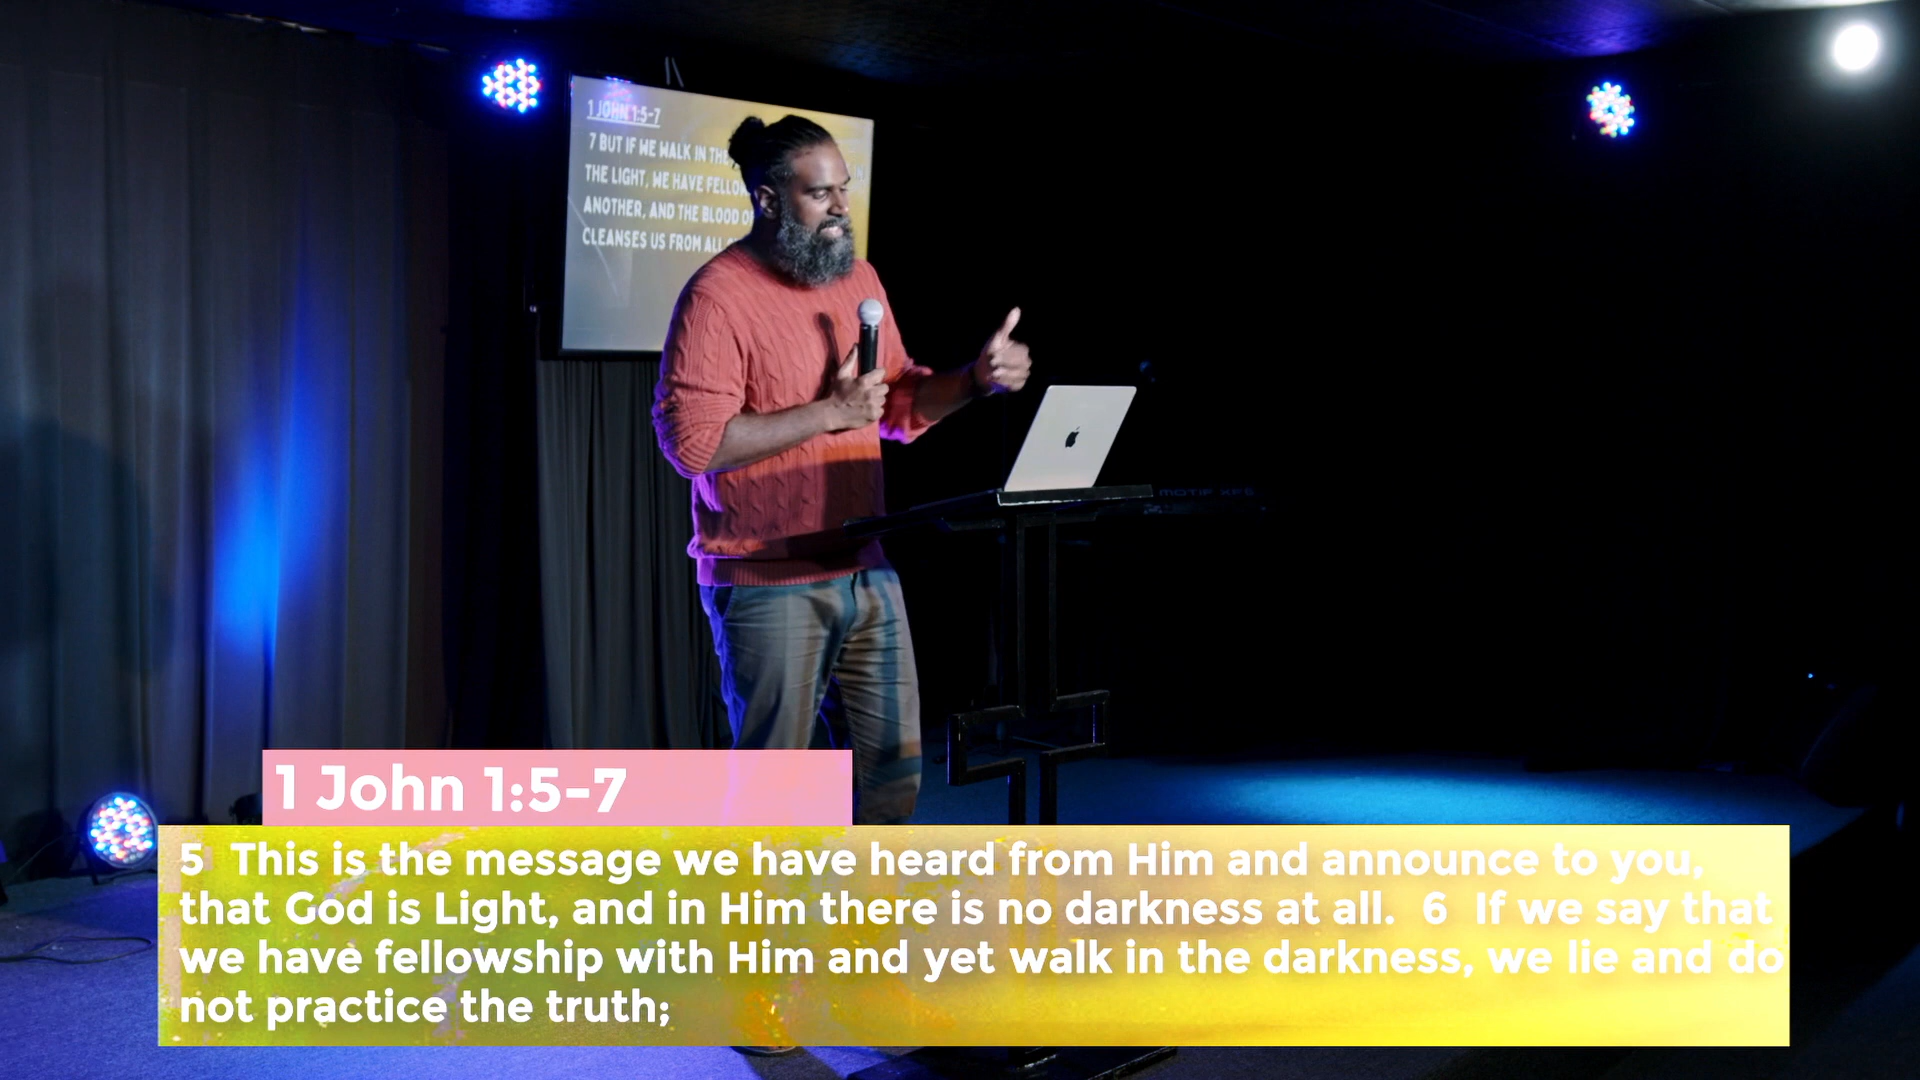 1 JOHN 1:5-7
7 BUT IF WE WALK IN THE
THE LIGHT, WE HAVE
ANOTHER, AND THE BLOOD
CLEANSES US FROM ALL
MOTIF XF6
1 John 1:5-7
5 This is the message we have heard from Him and announce to you,
that God is Light, and in Him there is no darkness at all. 6 If we say that
we have fellowship with Him and yet walk in the darkness, we lie and do
not practice the truth;